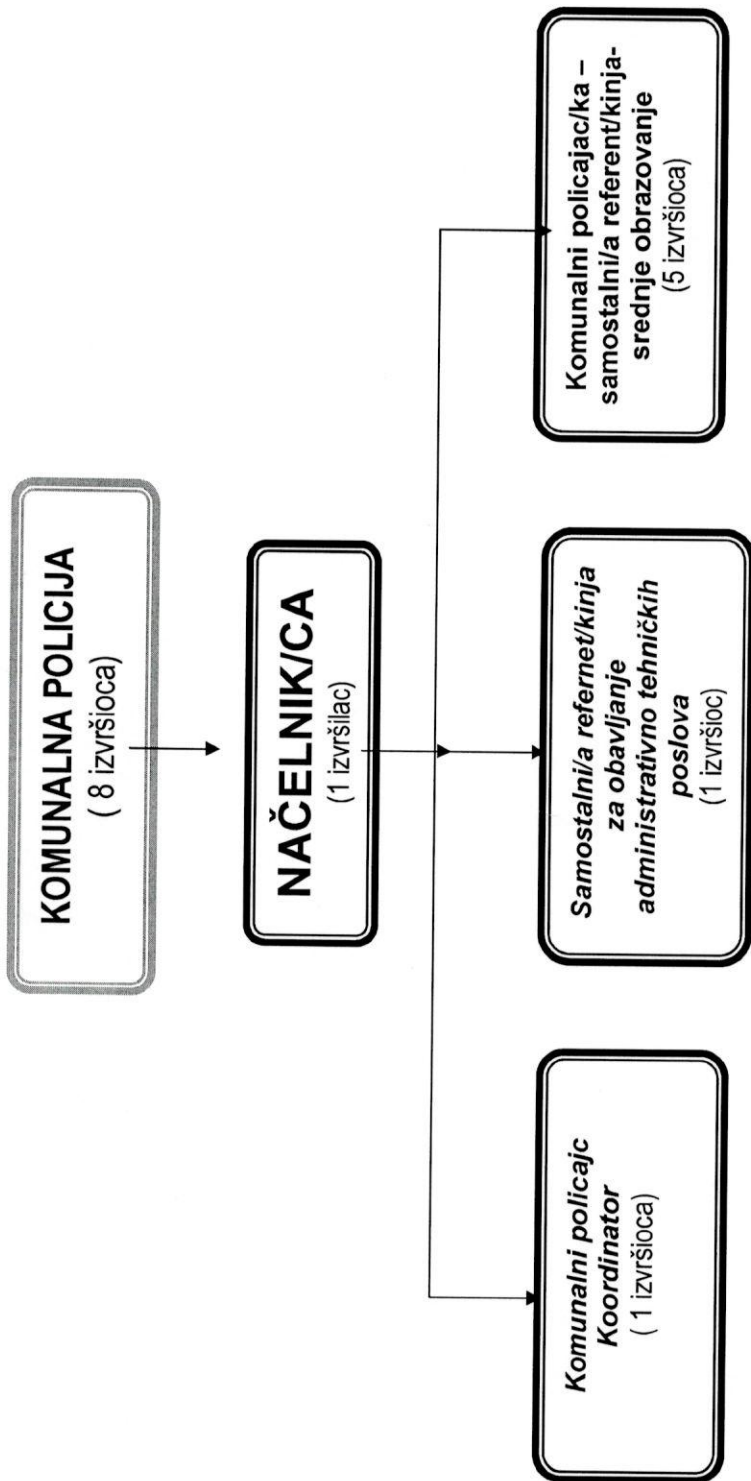 KOMUNALNA POLICIJA
( 8 izvršioca)
NAČELNIK/CA
(1 izvršilac)
Komunalni policajc
Koordinator
( 1 izvršioca)
Samostalni/a refernet/kinja
za obavljanje
administrativno tehničkih
poslova
(1 izvršioc)
Komunalni policajac/ka –
samostalni/a referent/kinja-
srednje obrazovanje
(5 izvršioca)